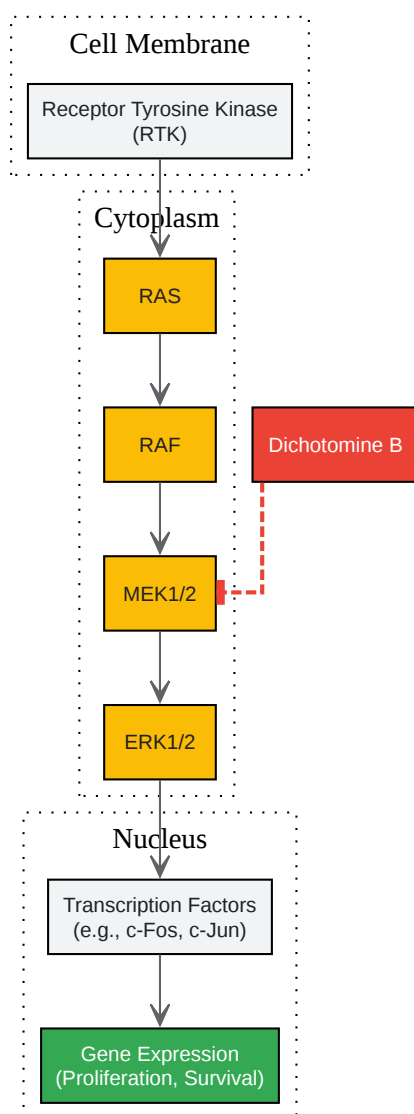 Cell Membrane
Receptor Tyrosine Kinase
(RTK)
Cytoplasm
RAS
RAF
Dichotomine B
MEK1/2
ERK1/2
Nucleus
Transcription Factors
(e.g., c-Fos, c-Jun)
Gene Expression
(Proliferation, Survival)